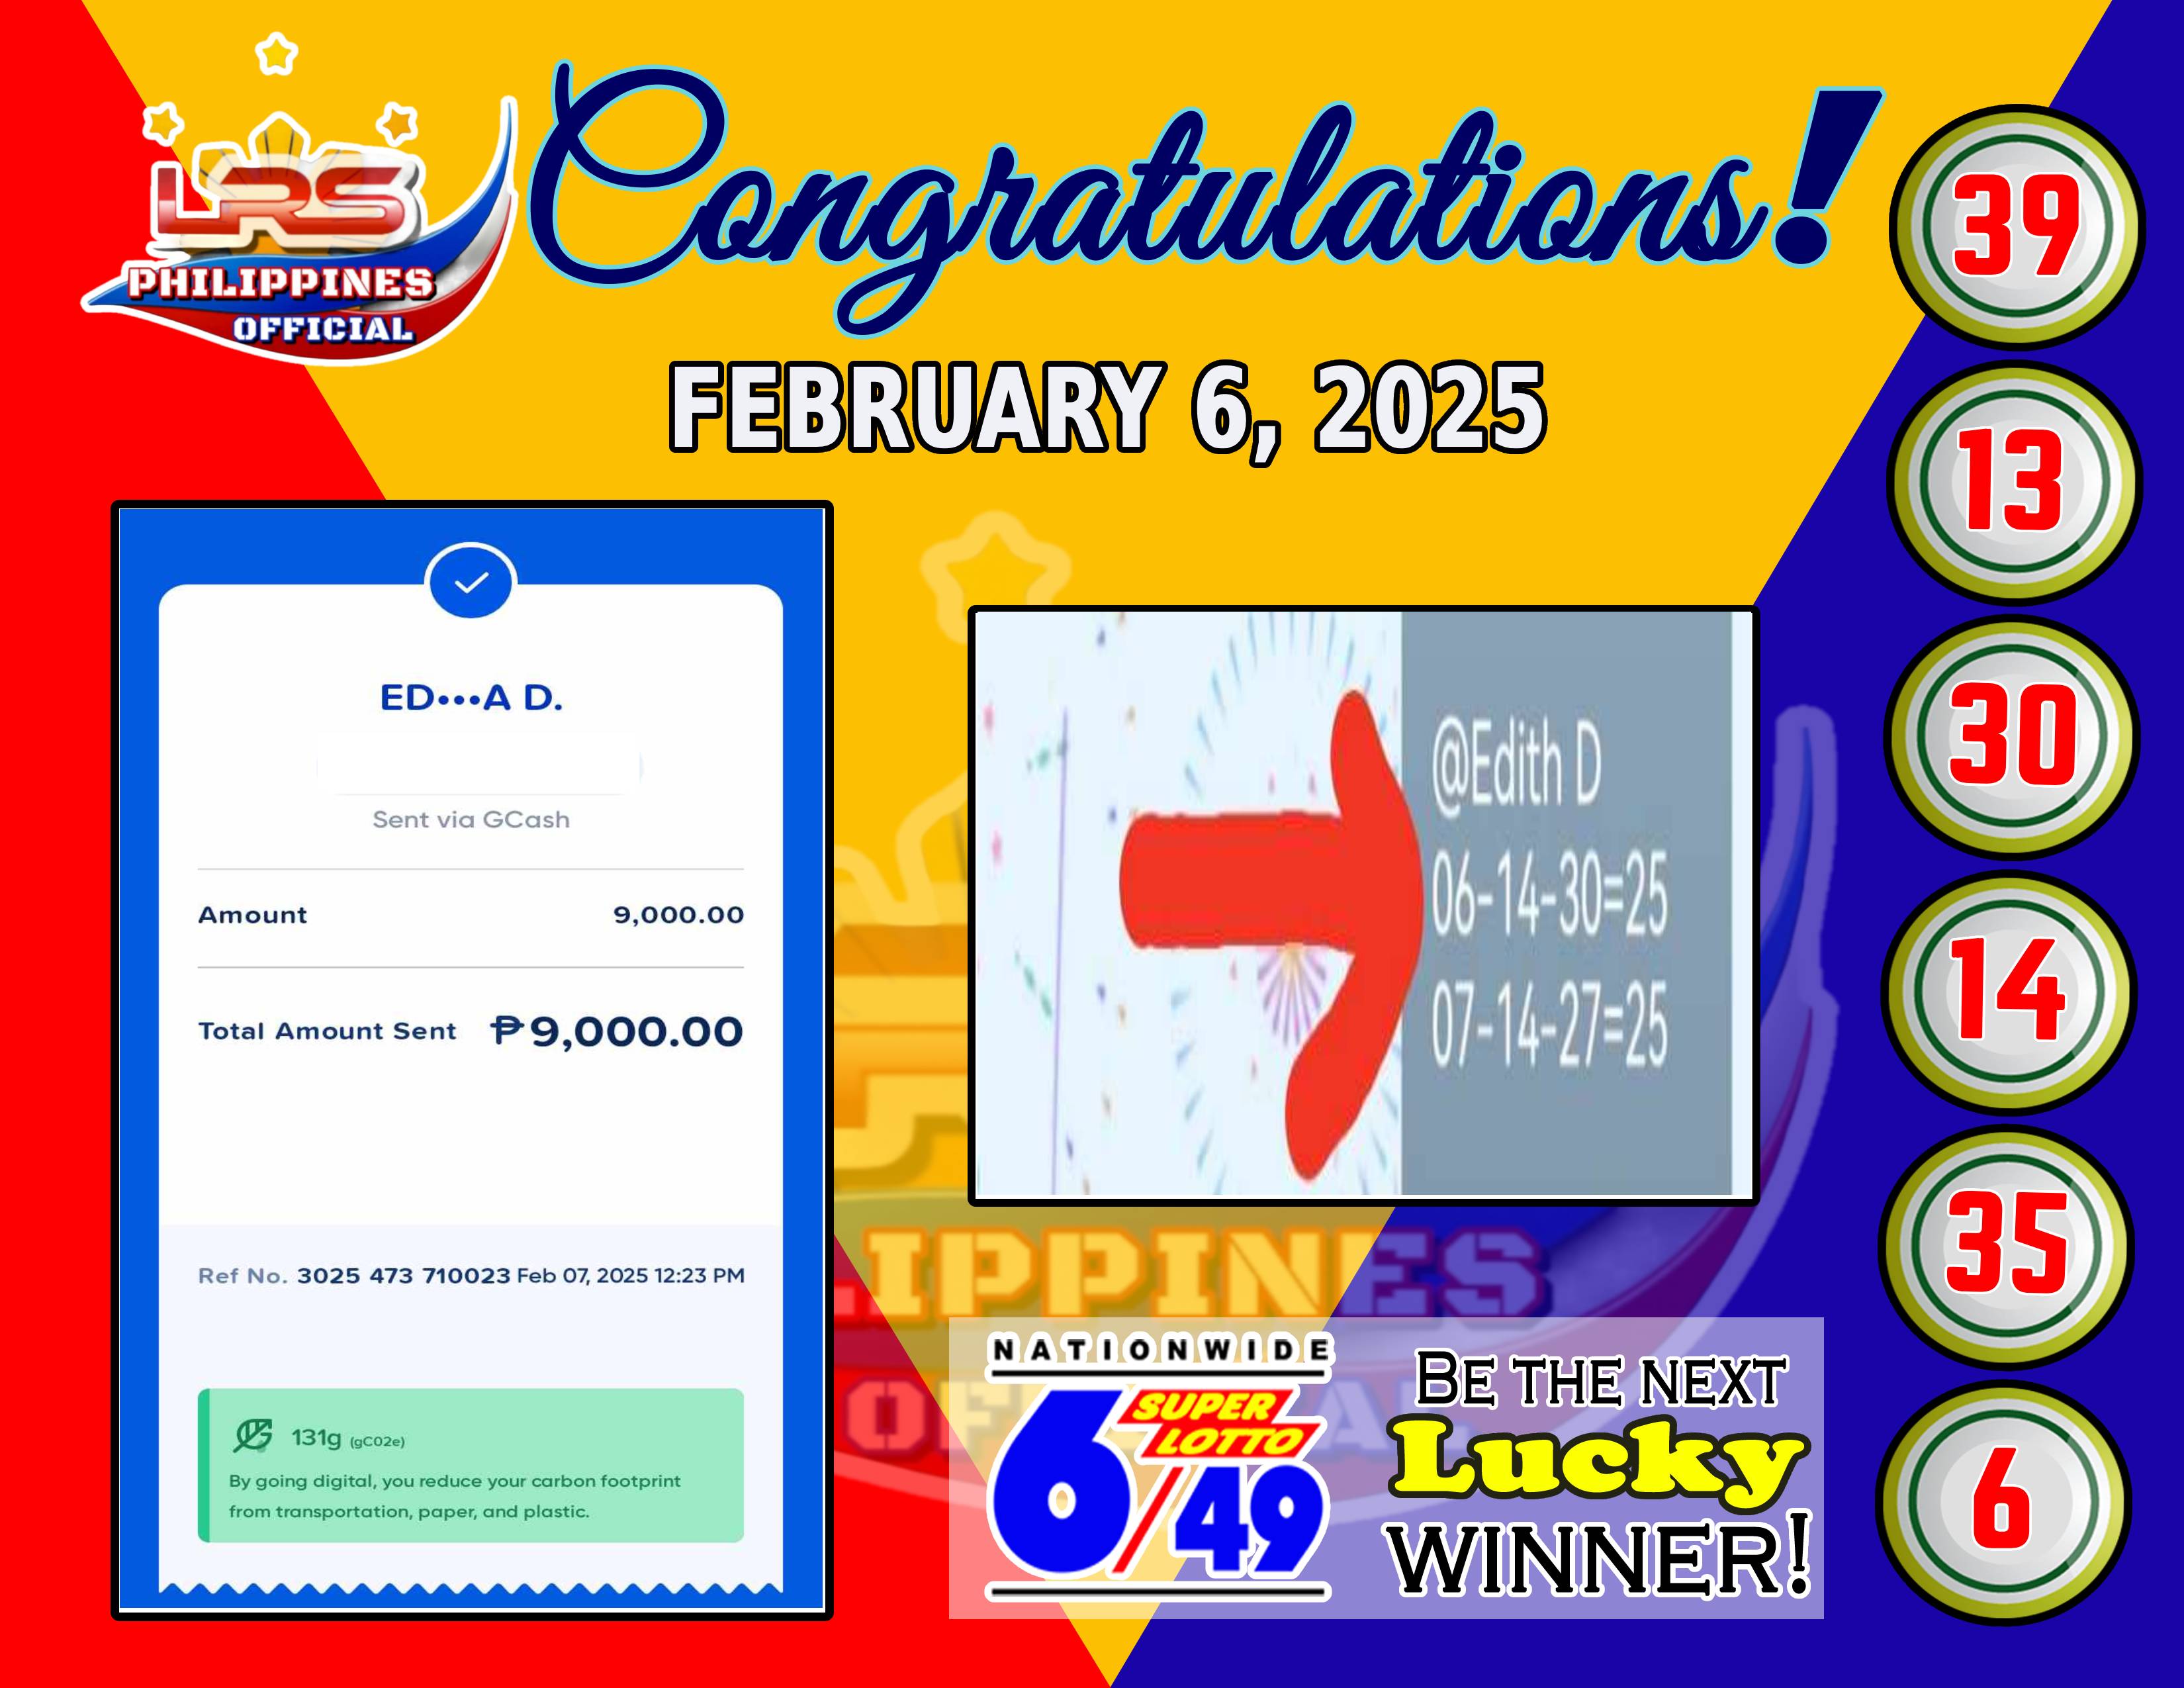 LRS
PHILIPPINES
OFFICIAL
Congratulations!
FEBRUARY 6, 2025
ED•••A D.
Sent via GCash
Amount 9,000.00
Total Amount Sent ₱9,000.00
Ref No. 3025 473 710023 Feb 07, 2025 12:23 PM
131g (gC02e)
By going digital, you reduce your carbon footprint
from transportation, paper, and plastic.
@Edith D
06-14-30=25
07-14-27=25
LIPPINES
NATIONWIDE
6/49
SUPER
LOTTO
BE THE NEXT
Lucky
WINNER!
39
13
30
14
35
6